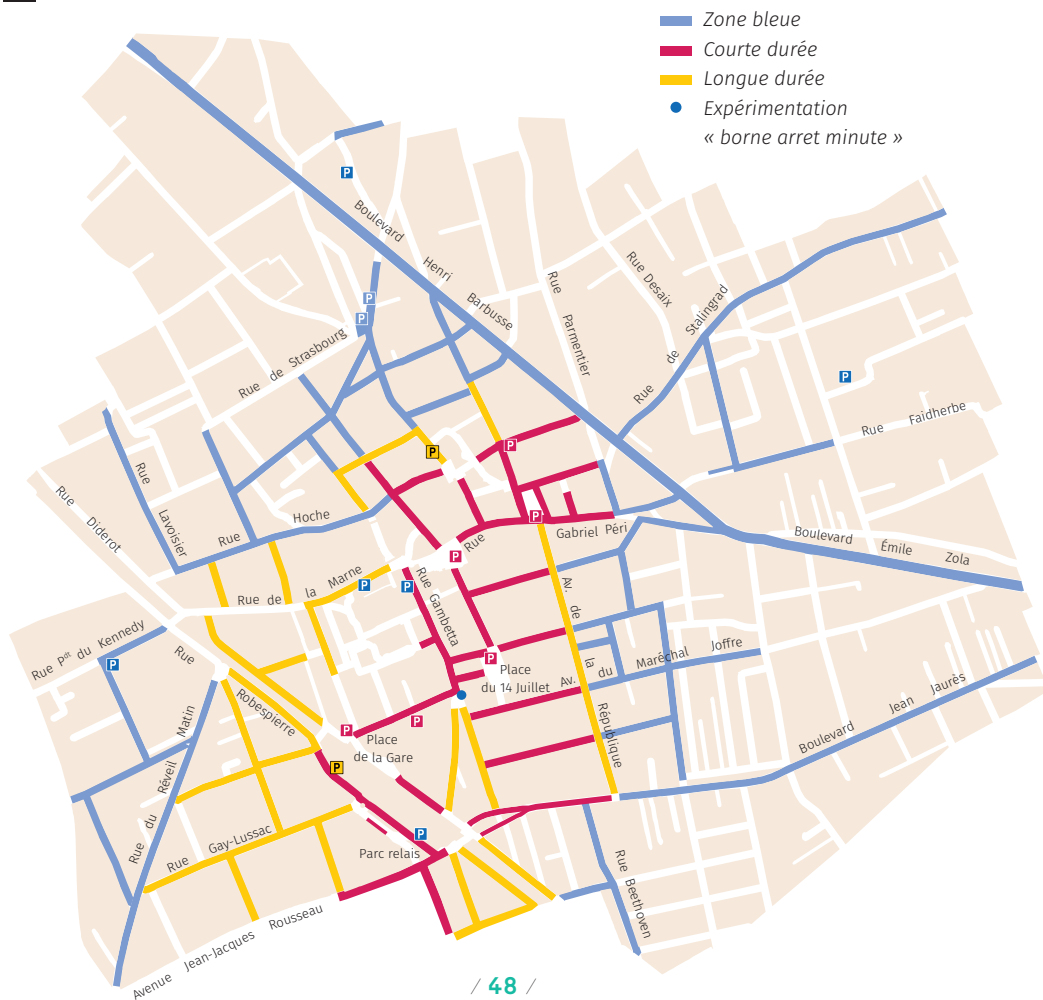 Zone bleue
Courte durée
Longue durée
Expérimentation
« borne arret minute »
P
Boulevard
Henri
Barbusse
Rue Desaix
Rue
Parmentier
Stalingrad
de
Rue
P
P
Rue de Strasbourg
P
Rue Faidherbe
P
P
Rue
Lavoisier
Rue
Diderot
Rue
Hoche
P
Gabriel Péri
Rue
P
Boulevard
Émile
Zola
Rue de la Marne
P
P
Rue Gambetta
Av.
de
la
République
Rue Pdt du Kennedy
P
Rue
Robespierre
P
Place
du 14 Juillet
Av.
du
Maréchal
Joffre
Boulevard
Jean
Jaurès
Rue
du
Réveil
Matin
P
P
Place
de la Gare
P
P
Parc relais
Rue
Gay-Lussac
Rue
Beethoven
Avenue
Jean-Jacques
Rousseau
/ 48 /